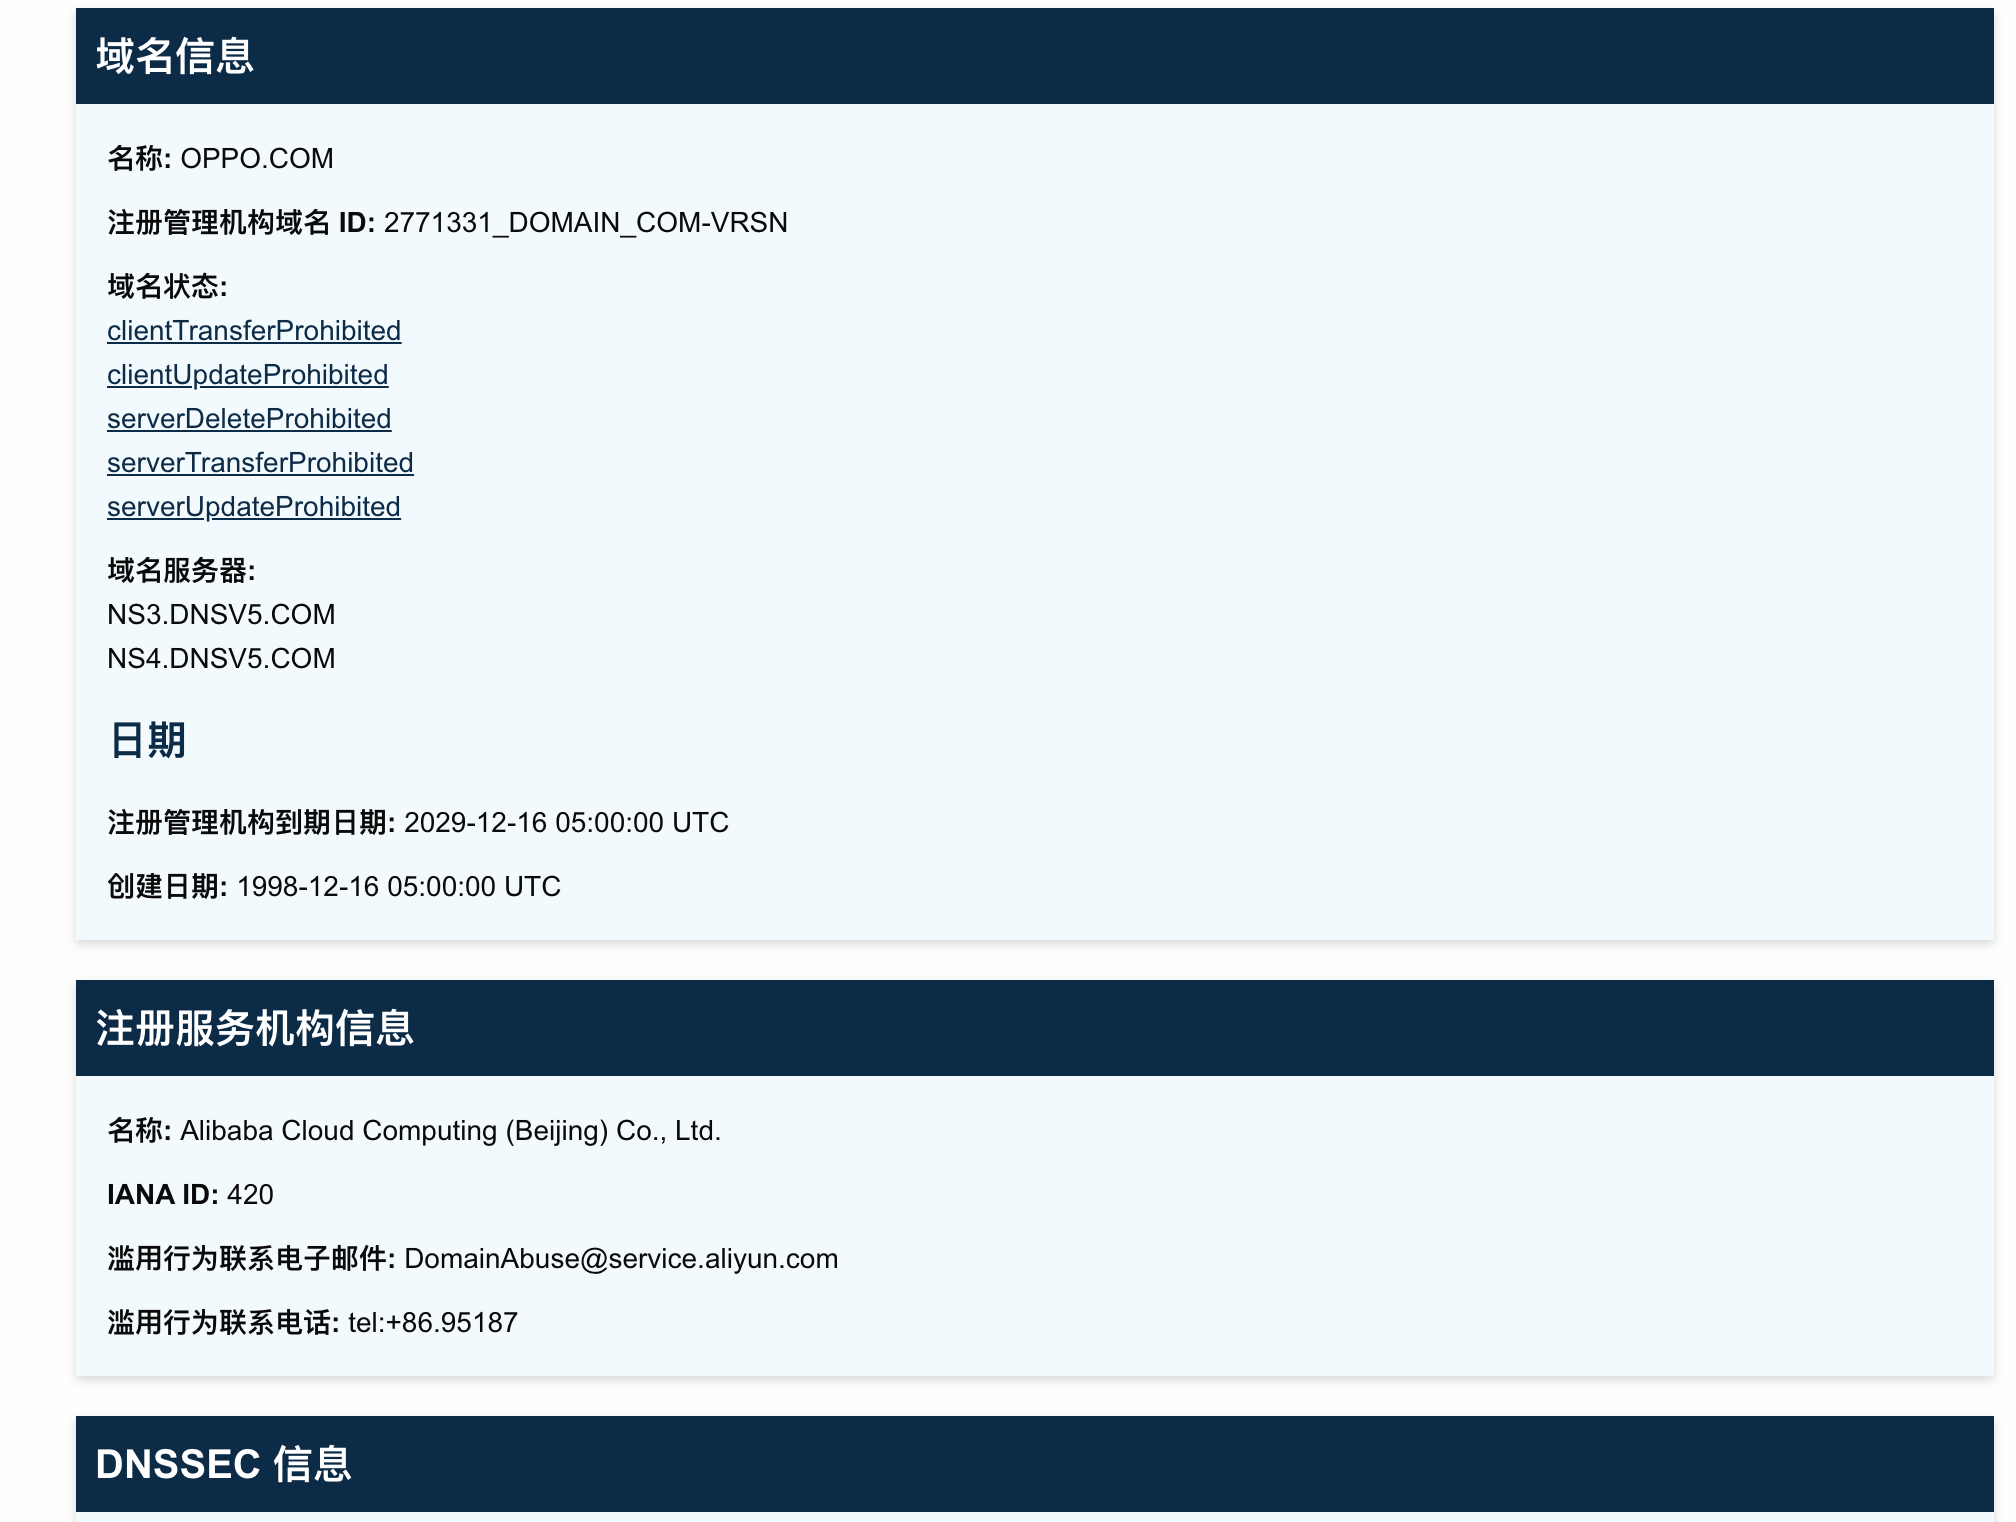 域名信息
名称: OPPO.COM
注册管理机构域名 ID: 2771331_DOMAIN_COM-VRSN
域名状态:
clientTransferProhibited
clientUpdateProhibited
serverDeleteProhibited
serverTransferProhibited
serverUpdateProhibited
域名服务器:
NS3.DNSV5.COM
NS4.DNSV5.COM
日期
注册管理机构到期日期: 2029-12-16 05:00:00 UTC
创建日期: 1998-12-16 05:00:00 UTC
注册服务机构信息
名称: Alibaba Cloud Computing (Beijing) Co., Ltd.
IANA ID: 420
滥用行为联系电子邮件: DomainAbuse@service.aliyun.com
滥用行为联系电话: tel:+86.95187
DNSSEC 信息